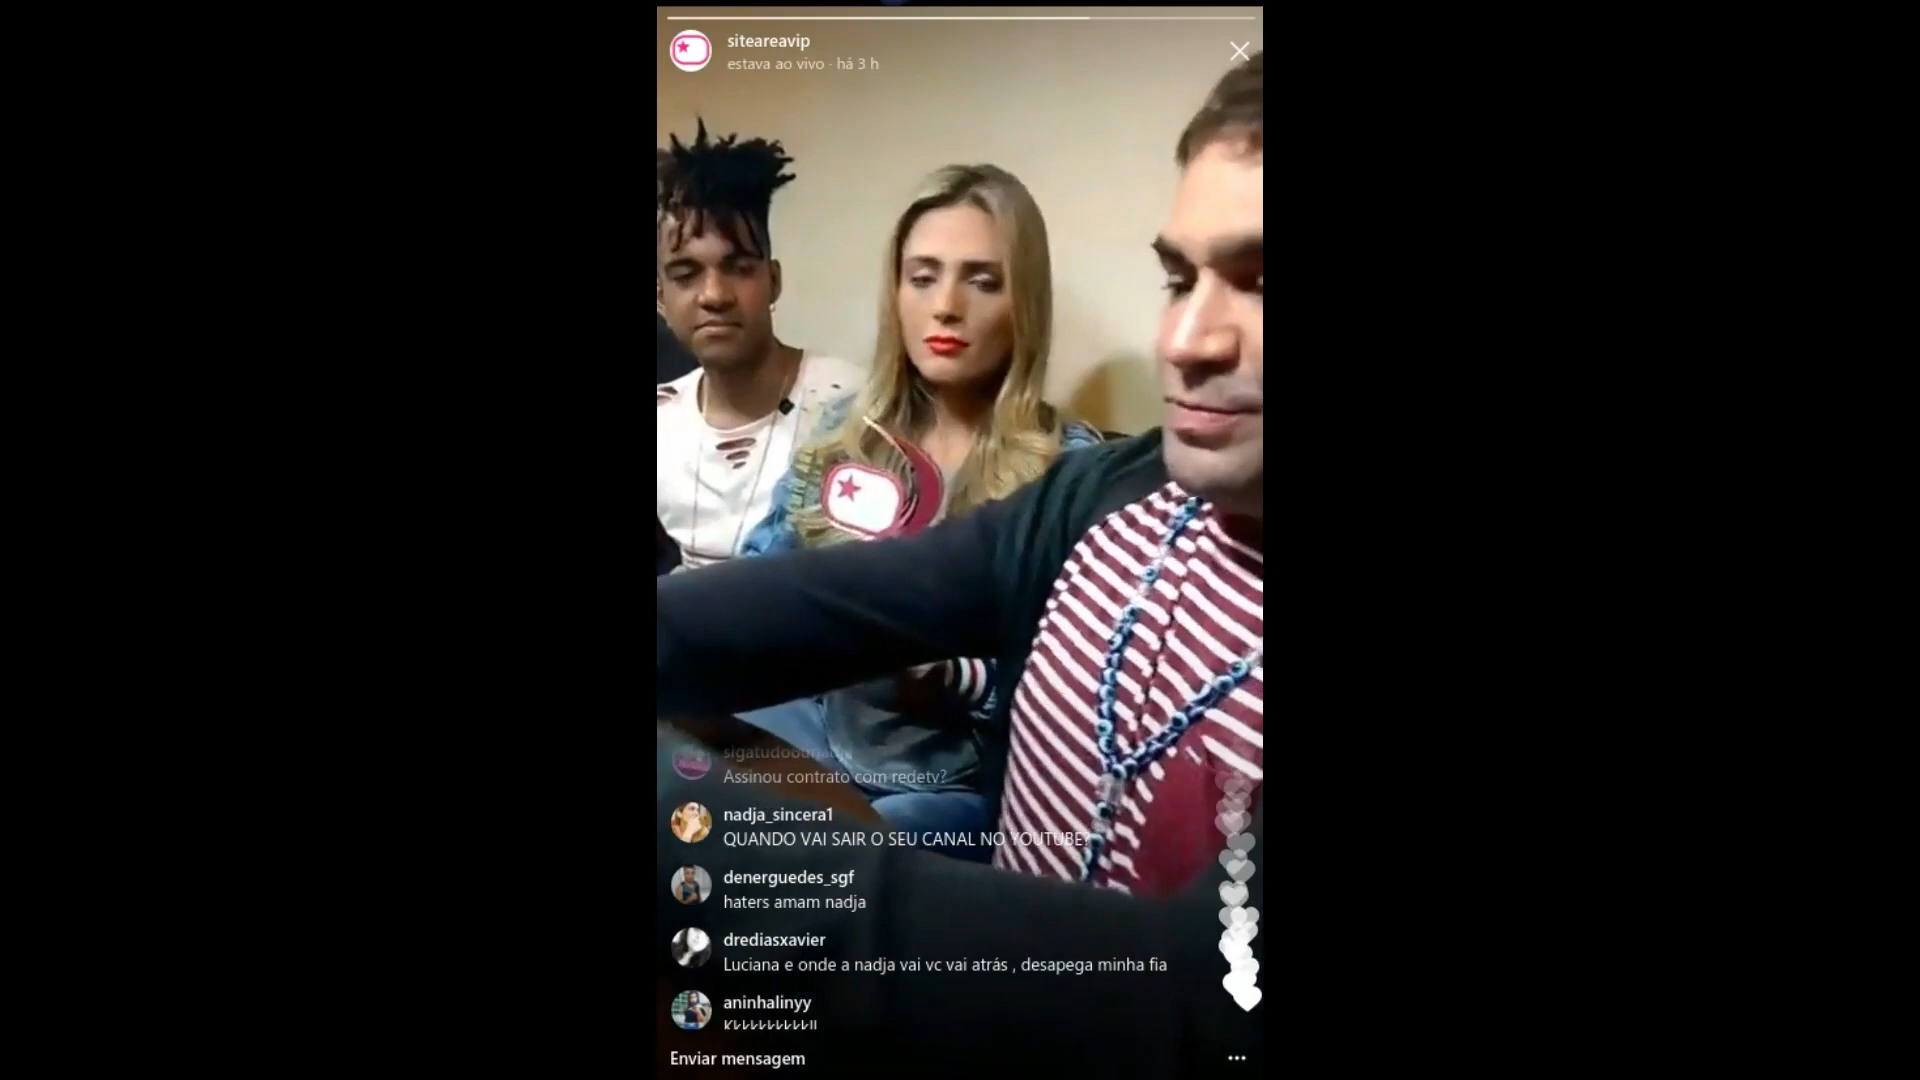 siteareavip
estava ao vivo · há 3 h
Assinou contrato com redetv?
nadja_sincera1
QUANDO VAI SAIR O SEU CANAL NO YOUTUBE?
denerguedes_sgf
haters amam nadja
drediasxavier
Luciana e onde a nadja vai vc vai atrás , desapega minha fia
aninhalinyy
Enviar mensagem